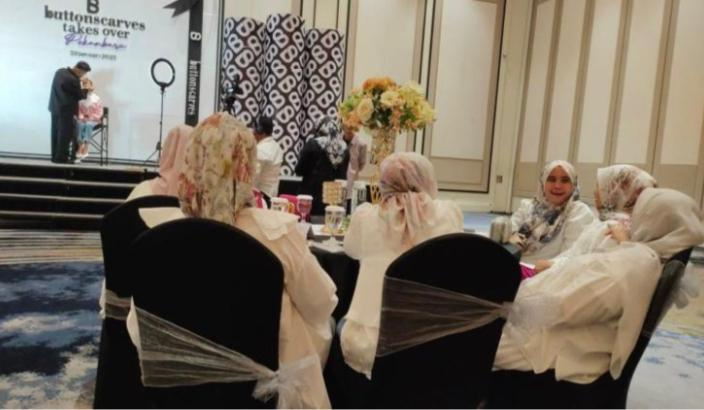 B
buttonscarves
takes over
Pekanbaru
buttonscarves